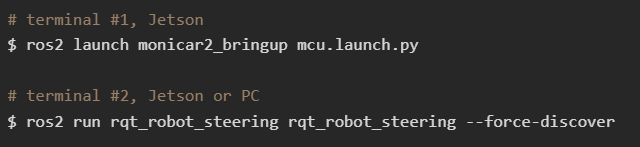 # terminal #1, Jetson
$ ros2 launch monicar2_bringup mcu.launch.py
# terminal #2, Jetson or PC
$ ros2 run rqt_robot_steering rqt_robot_steering --force-discover